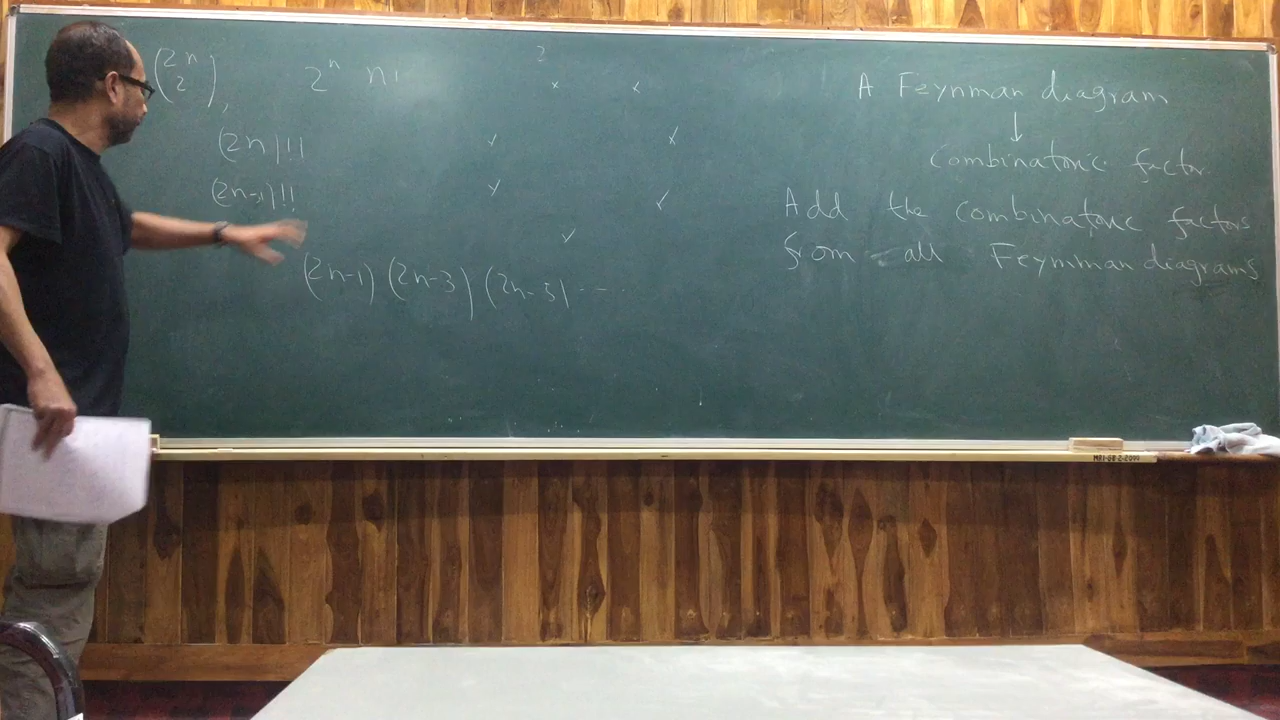 (2n 2), 2^n n!
(2n)!!
(2n-1)!!
(2n-1) (2n-3) (2n-5) ...
2
A Feynman diagram
↓
Combinatoric factor
Add the combinatoric factors
from all Feynman diagrams